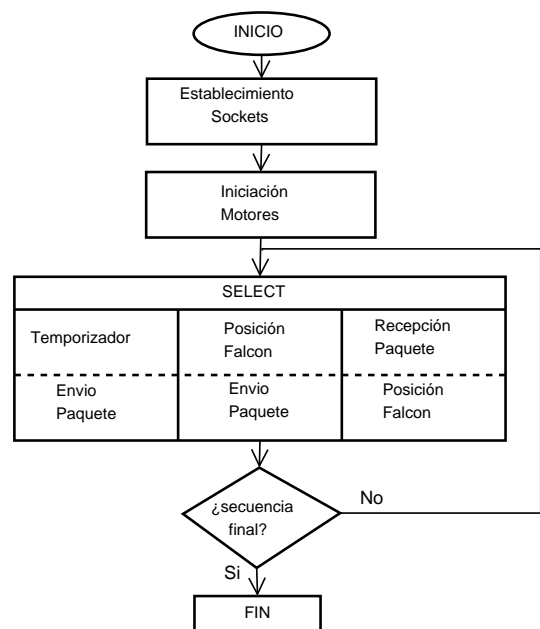 INICIO
Establecimiento
Sockets
Iniciación
Motores
SELECT
Temporizador
Posición
Falcon
Recepción
Paquete
Envio
Paquete
Envio
Paquete
Posición
Falcon
¿secuencia
final?
No
Si
FIN